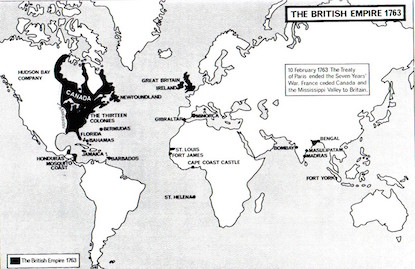 THE BRITISH EMPIRE 1763
10 February 1763 The Treaty
of Paris ended the Seven Years'
War. France ceded Canada and
the Mississippi Valley to Britain.
HUDSON BAY
COMPANY
CANADA
NEWFOUNDLAND
GREAT BRITAIN
IRELAND
THE THIRTEEN
COLONIES
BERMUDAS
FLORIDA
BAHAMAS
GIBRALTAR
MINORCA
HONDURAS
MOSQUITO
COAST
JAMAICA
BARBADOS
ST. LOUIS
FORT JAMES
CAPE COAST CASTLE
ST. HELENA
BOMBAY
BENGAL
MASULIPATAM
MADRAS
FORT YORK
The British Empire 1763